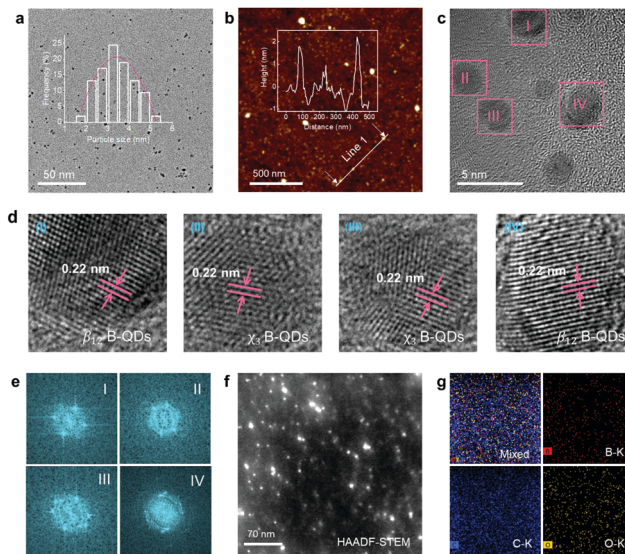 a
Frequency (%)
30
25
20
15
10
5
0
1
2
3
4
5
6
Particle size (nm)
50 nm
b
Height (nm)
2
1
0
-1
0 100 200 300 400 500
Distance (nm)
Line 1
500 nm
c
I
II
III
IV
5 nm
d
(I)
0.22 nm
β₁₂ B-QDs
(II)
0.22 nm
χ₃ B-QDs
(III)
0.22 nm
χ₃ B-QDs
(IV)
0.22 nm
β₁₂ B-QDs
e
I
II
III
IV
f
70 nm
HAADF-STEM
g
Mixed
B
B-K
C-K
O
O-K